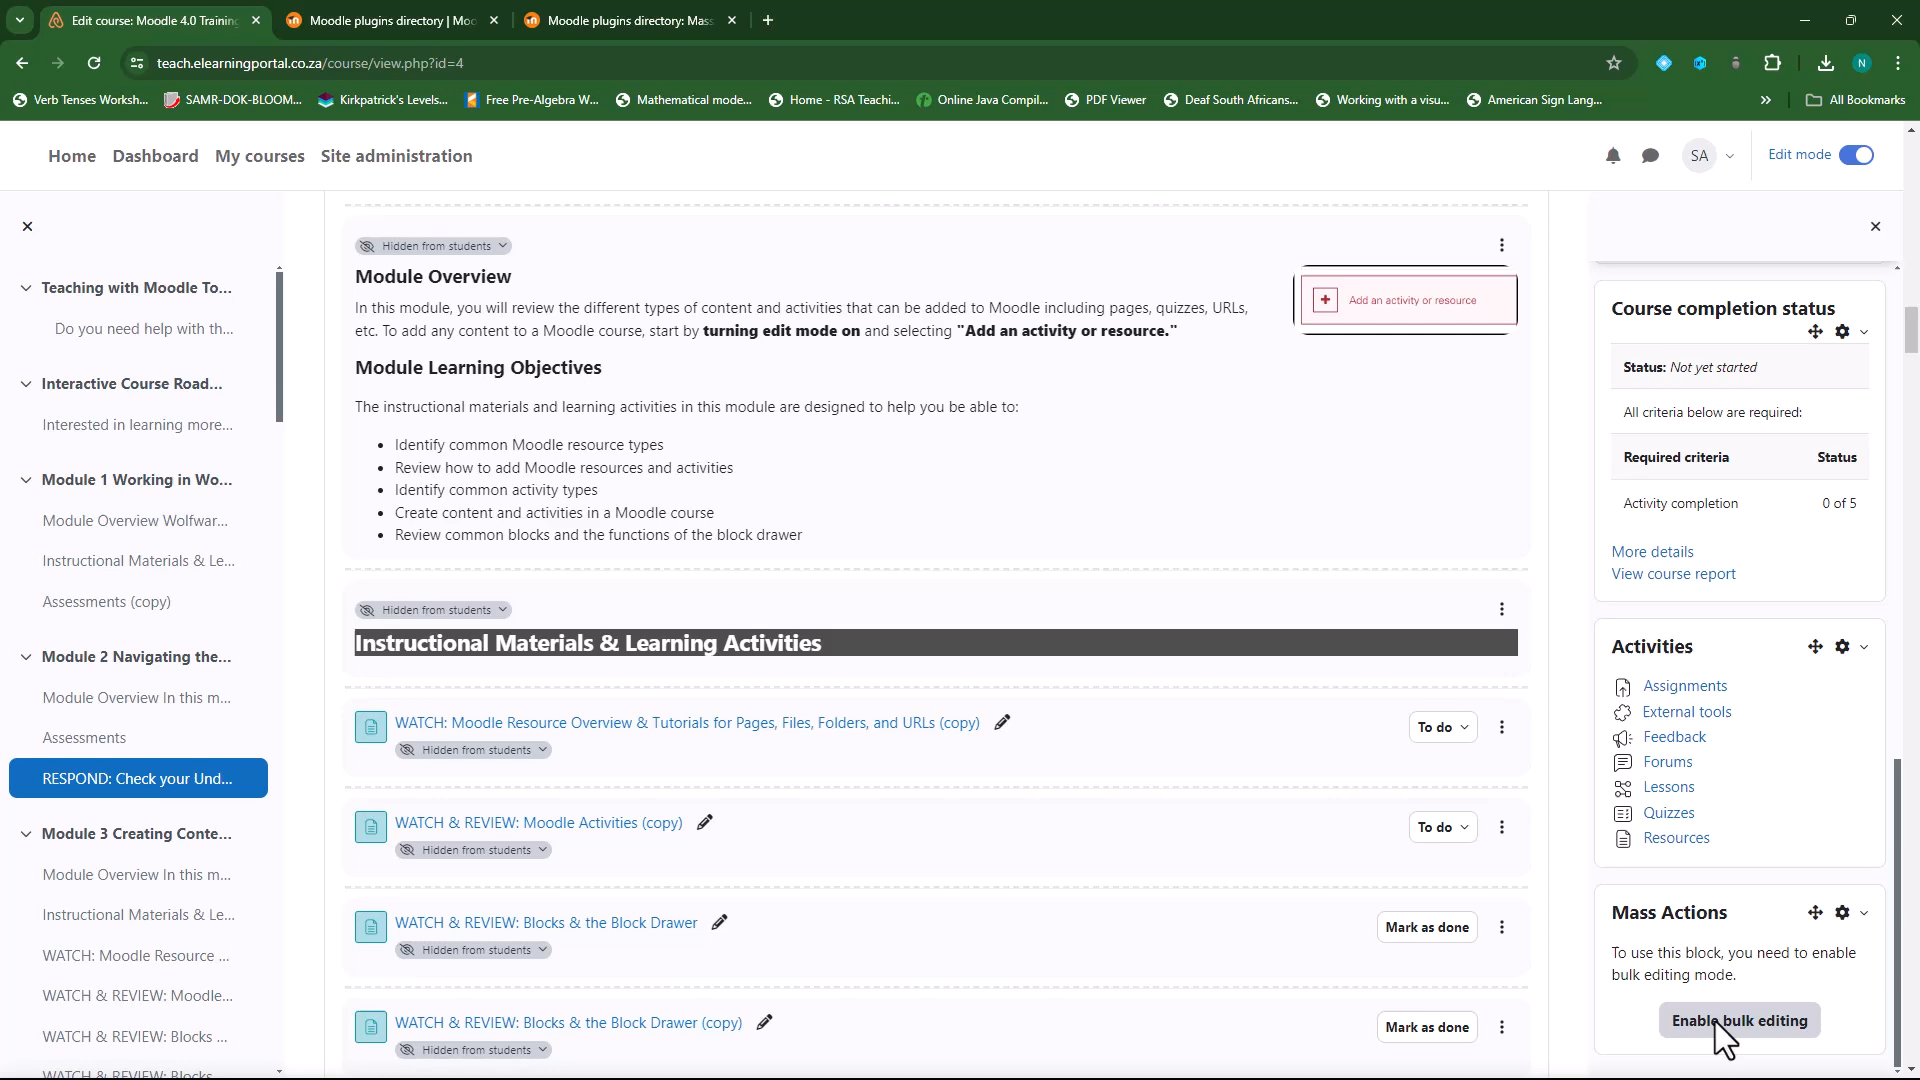 Edit course: Moodle 4.0 Training
Moodle plugins directory | Moo
Moodle plugins directory: Mass
teach.elearningportal.co.za/course/view.php?id=4
N
Verb Tenses Worksh...
SAMR-DOK-BLOOM...
Kirkpatrick's Levels...
Free Pre-Algebra W...
Mathematical mode...
Home - RSA Teachi...
Online Java Compil...
PDF Viewer
Deaf South Africans...
Working with a visu...
American Sign Lang...
»
All Bookmarks
Home
Dashboard
My courses
Site administration
SA
Edit mode
Teaching with Moodle To...
Do you need help with th...
Interactive Course Road...
Interested in learning more...
Module 1 Working in Wo...
Module Overview Wolfwar...
Instructional Materials & Le...
Assessments (copy)
Module 2 Navigating the...
Module Overview In this m...
Assessments
RESPOND: Check your Und...
Module 3 Creating Conte...
Module Overview In this m...
Instructional Materials & Le...
WATCH: Moodle Resource ...
WATCH & REVIEW: Moodle...
WATCH & REVIEW: Blocks ...
WATCH & REVIEW: Blocks
Hidden from students
Module Overview
In this module, you will review the different types of content and activities that can be added to Moodle including pages, quizzes, URLs,
etc. To add any content to a Moodle course, start by turning edit mode on and selecting "Add an activity or resource."
Add an activity or resource
Module Learning Objectives
The instructional materials and learning activities in this module are designed to help you be able to:
• Identify common Moodle resource types
• Review how to add Moodle resources and activities
• Identify common activity types
• Create content and activities in a Moodle course
• Review common blocks and the functions of the block drawer
Hidden from students
Instructional Materials & Learning Activities
WATCH: Moodle Resource Overview & Tutorials for Pages, Files, Folders, and URLs (copy)
To do
Hidden from students
WATCH & REVIEW: Moodle Activities (copy)
To do
Hidden from students
WATCH & REVIEW: Blocks & the Block Drawer
Mark as done
Hidden from students
WATCH & REVIEW: Blocks & the Block Drawer (copy)
Mark as done
Hidden from students
Course completion status
Status: Not yet started
All criteria below are required:
Required criteria Status
Activity completion 0 of 5
More details
View course report
Activities
Assignments
External tools
Feedback
Forums
Lessons
Quizzes
Resources
Mass Actions
To use this block, you need to enable
bulk editing mode.
Enable bulk editing